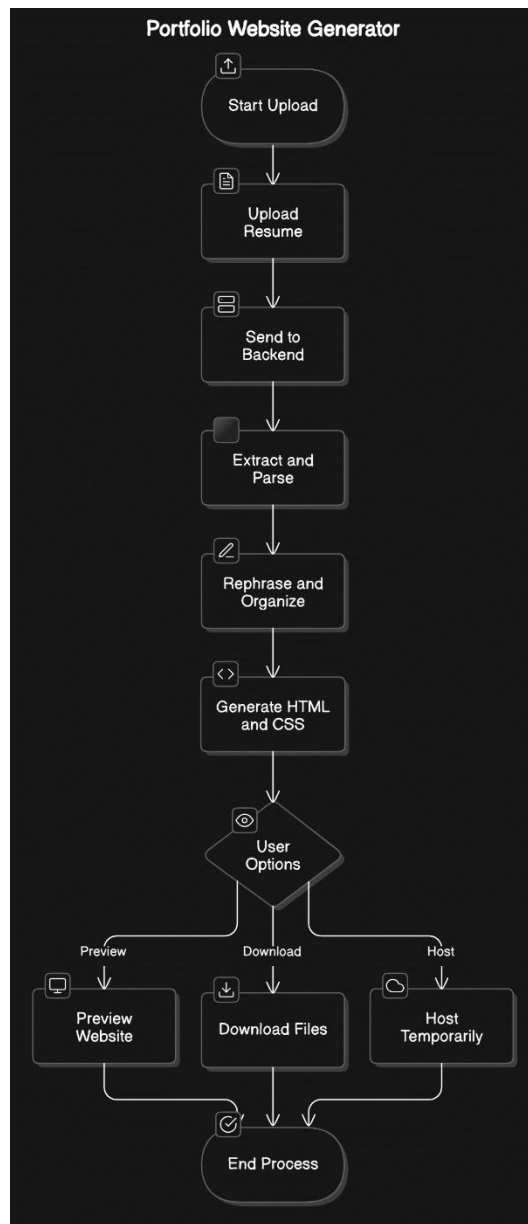 Portfolio Website Generator
Start Upload
Upload
Resume
Send to
Backend
Extract and
Parse
Rephrase and
Organize
Generate HTML
and CSS
User
Options
Preview
Download
Host
Preview
Website
Download Files
Host
Temporarily
End Process